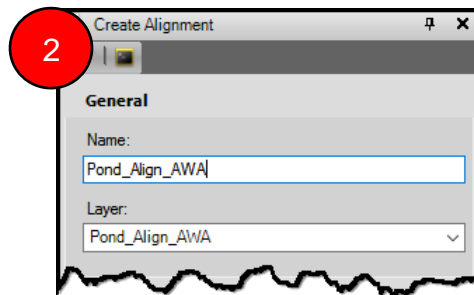 2
Create Alignment
General
Name:
Pond_Align_AWA
Layer:
Pond_Align_AWA